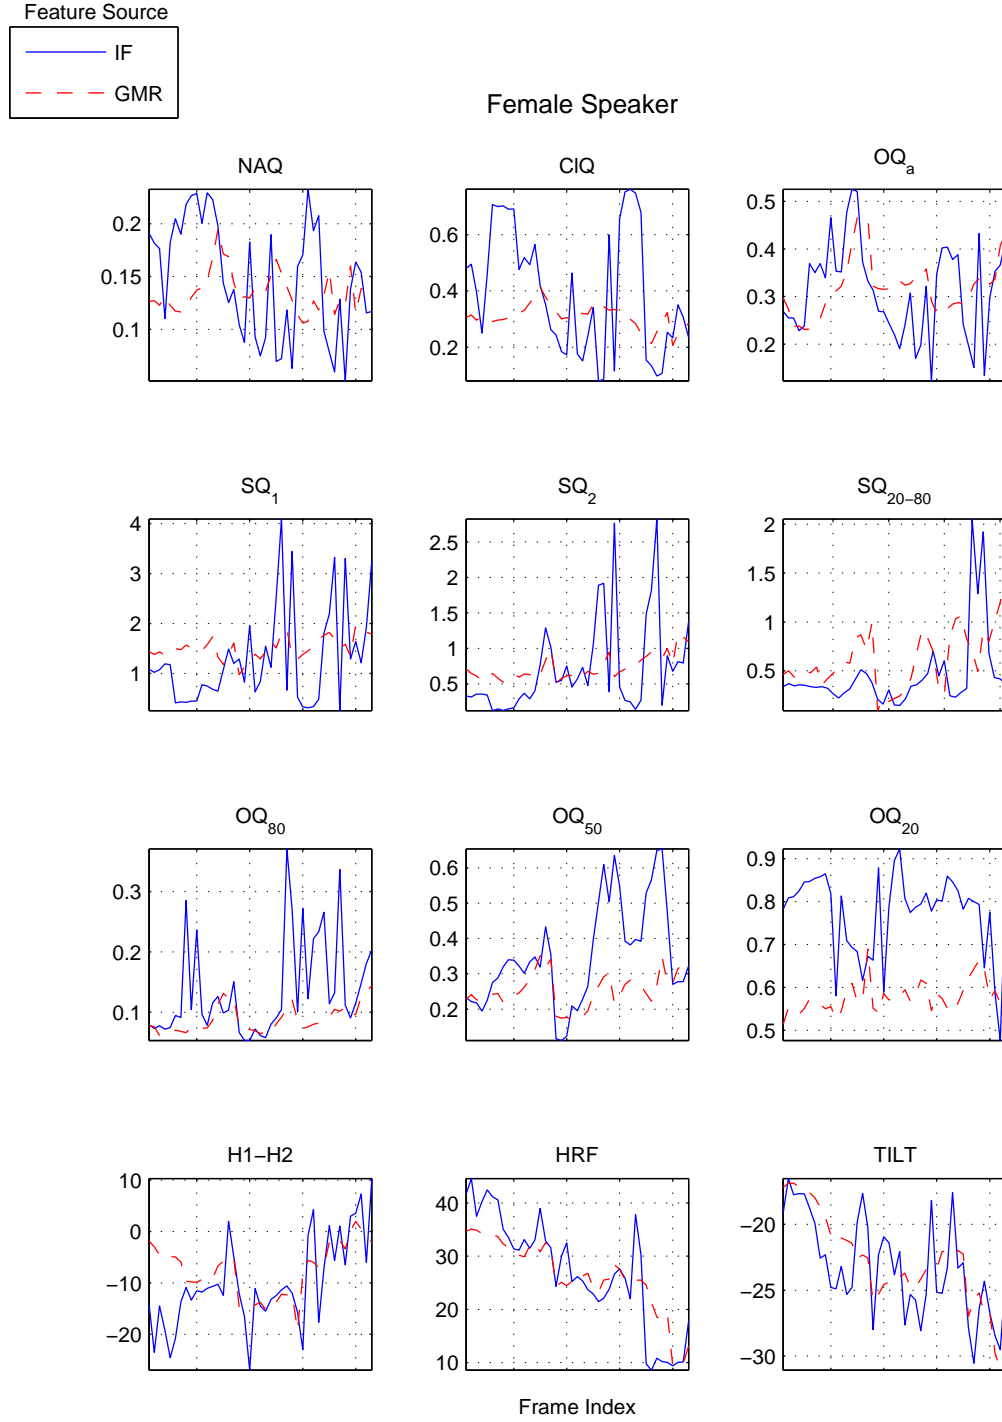 Feature Source
IF
GMR
Female Speaker
NAQ
0.2
0.15
0.1
ClQ
0.6
0.4
0.2
OQa
0.5
0.4
0.3
0.2
SQ1
4
3
2
1
SQ2
2.5
2
1.5
1
0.5
SQ20−80
2
1.5
1
0.5
OQ80
0.3
0.2
0.1
OQ50
0.6
0.5
0.4
0.3
0.2
OQ20
0.9
0.8
0.7
0.6
0.5
H1−H2
10
0
−10
−20
HRF
40
30
20
10
TILT
−20
−25
−30
Frame Index